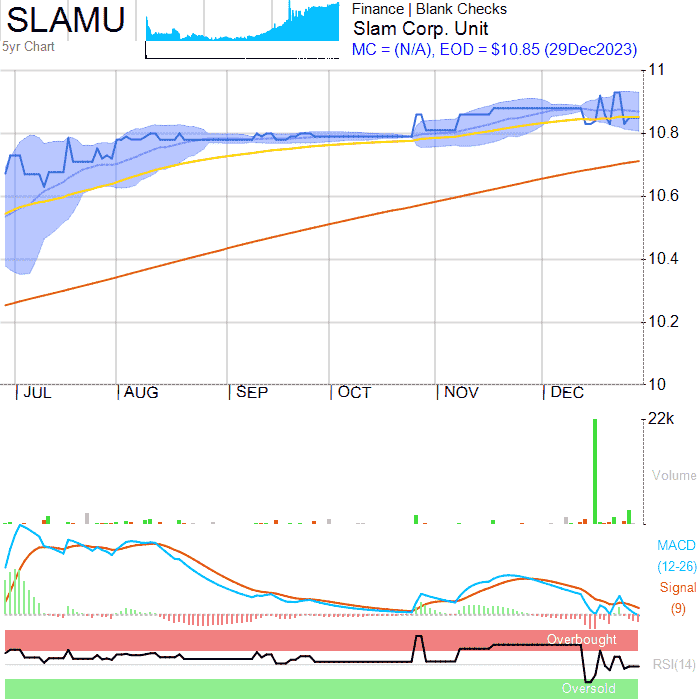 SLAMU
5yr Chart
Finance | Blank Checks
Slam Corp. Unit
MC = (N/A), EOD = $10.85 (29Dec2023)
11
10.8
10.6
10.4
10.2
10
JUL AUG SEP OCT NOV DEC
22k
Volume
MACD
(12-26)
Signal
(9)
Overbought
RSI(14)
Oversold